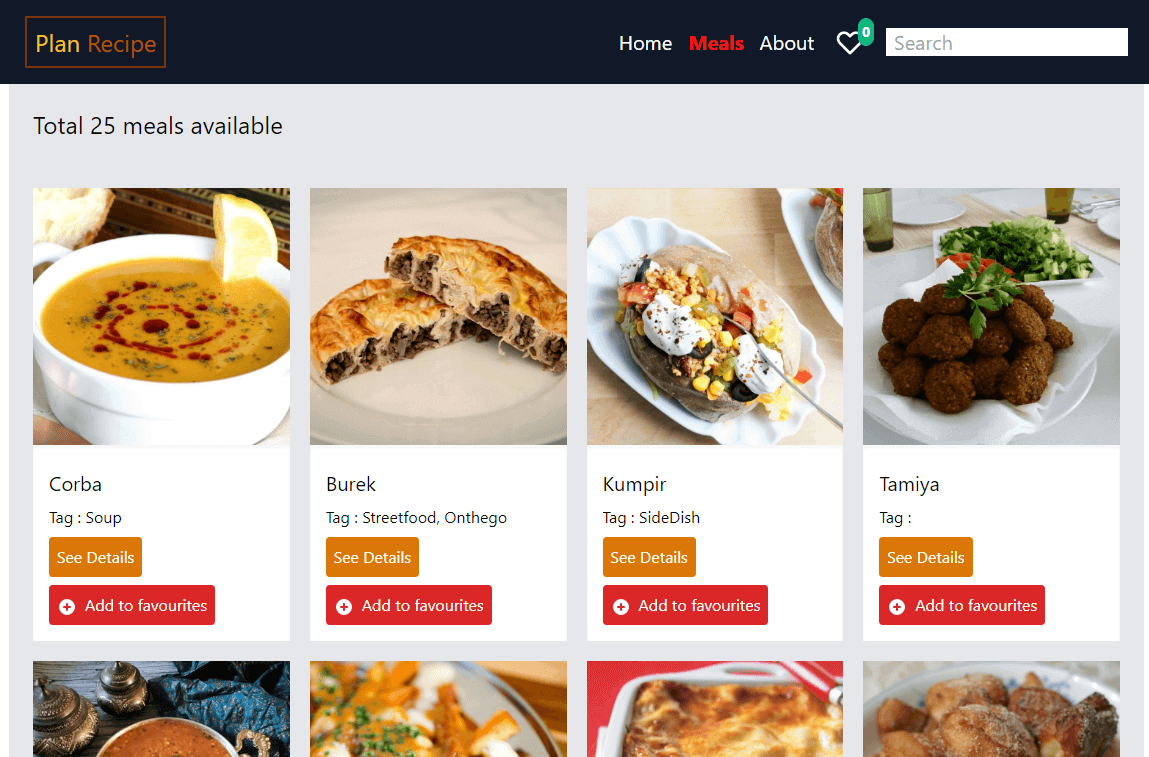 Plan Recipe
Home Meals About 0 Search
Total 25 meals available
Corba
Tag : Soup
See Details
Add to favourites
Burek
Tag : Streetfood, Onthego
See Details
Add to favourites
Kumpir
Tag : SideDish
See Details
Add to favourites
Tamiya
Tag :
See Details
Add to favourites